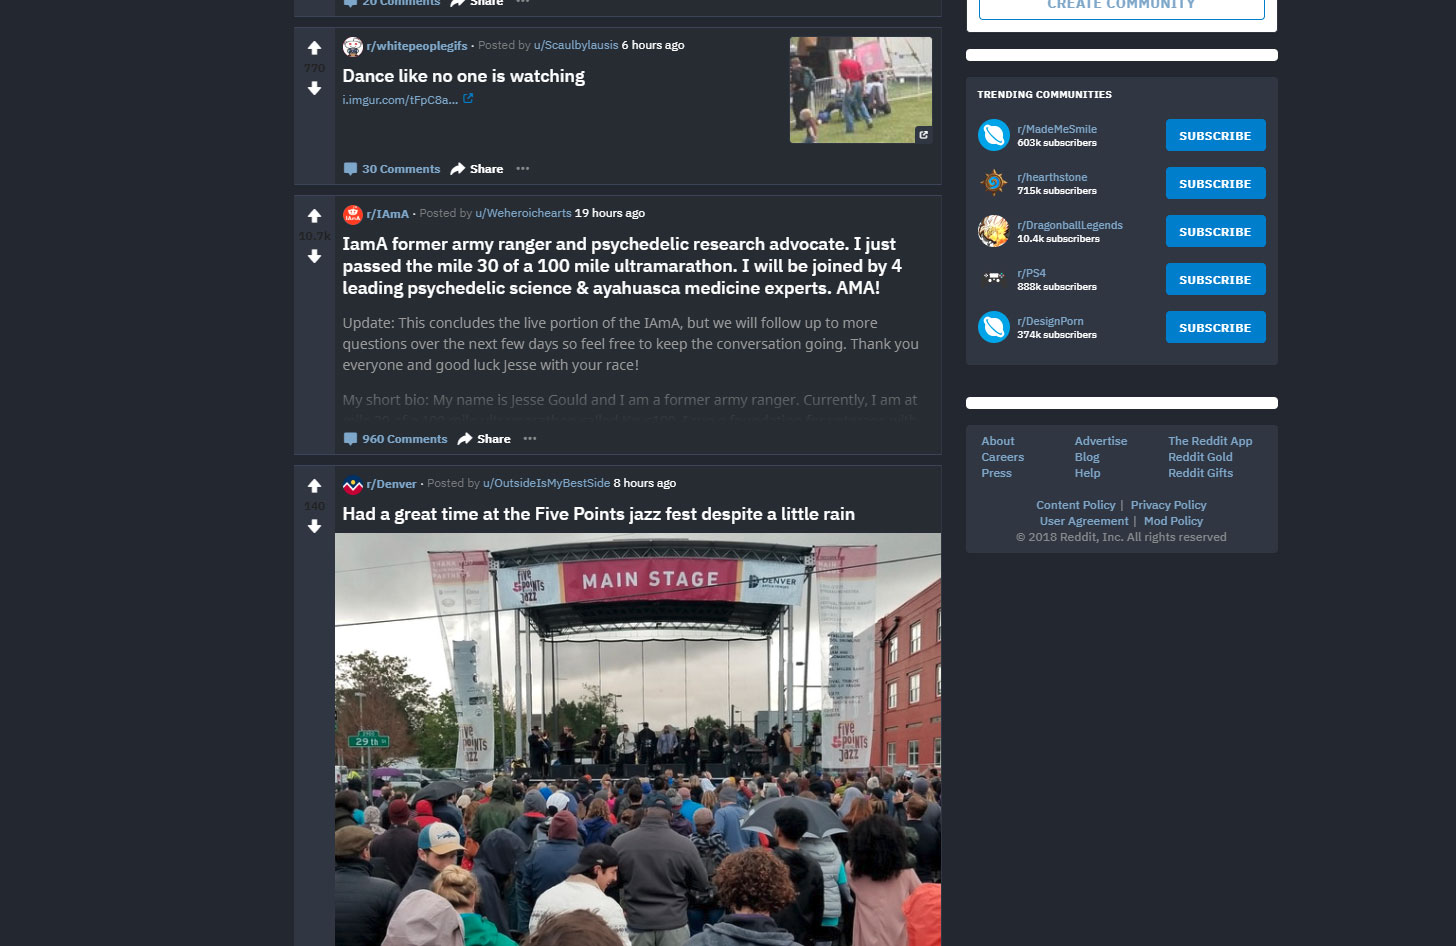 20 Comments Share
r/whitepeoplegifs · Posted by u/Scaulbylausis 6 hours ago
770
Dance like no one is watching
i.imgur.com/tFpC8a...
30 Comments Share
r/IAmA · Posted by u/Weheroichearts 19 hours ago
10.7k
IamA former army ranger and psychedelic research advocate. I just
passed the mile 30 of a 100 mile ultramarathon. I will be joined by 4
leading psychedelic science & ayahuasca medicine experts. AMA!
Update: This concludes the live portion of the IAmA, but we will follow up to more
questions over the next few days so feel free to keep the conversation going. Thank you
everyone and good luck Jesse with your race!
My short bio: My name is Jesse Gould and I am a former army ranger. Currently, I am at
960 Comments Share
r/Denver · Posted by u/OutsideIsMyBestSide 8 hours ago
140
Had a great time at the Five Points jazz fest despite a little rain
five
5 POINTS
jazz
MAIN STAGE
DENVER
29th
five
POINTS
jazz
five
POINTS
jazz
CREATE COMMUNITY
TRENDING COMMUNITIES
r/MadeMeSmile
603k subscribers
SUBSCRIBE
r/hearthstone
715k subscribers
SUBSCRIBE
r/DragonballLegends
10.4k subscribers
SUBSCRIBE
r/PS4
888k subscribers
SUBSCRIBE
r/DesignPorn
374k subscribers
SUBSCRIBE
About Advertise The Reddit App
Careers Blog Reddit Gold
Press Help Reddit Gifts
Content Policy | Privacy Policy
User Agreement | Mod Policy
© 2018 Reddit, Inc. All rights reserved